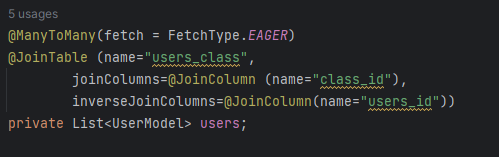 5 usages
@ManyToMany(fetch = FetchType.EAGER)
@JoinTable (name="users_class",
joinColumns=@JoinColumn (name="class_id"),
inverseJoinColumns=@JoinColumn(name="users_id"))
private List<UserModel> users;